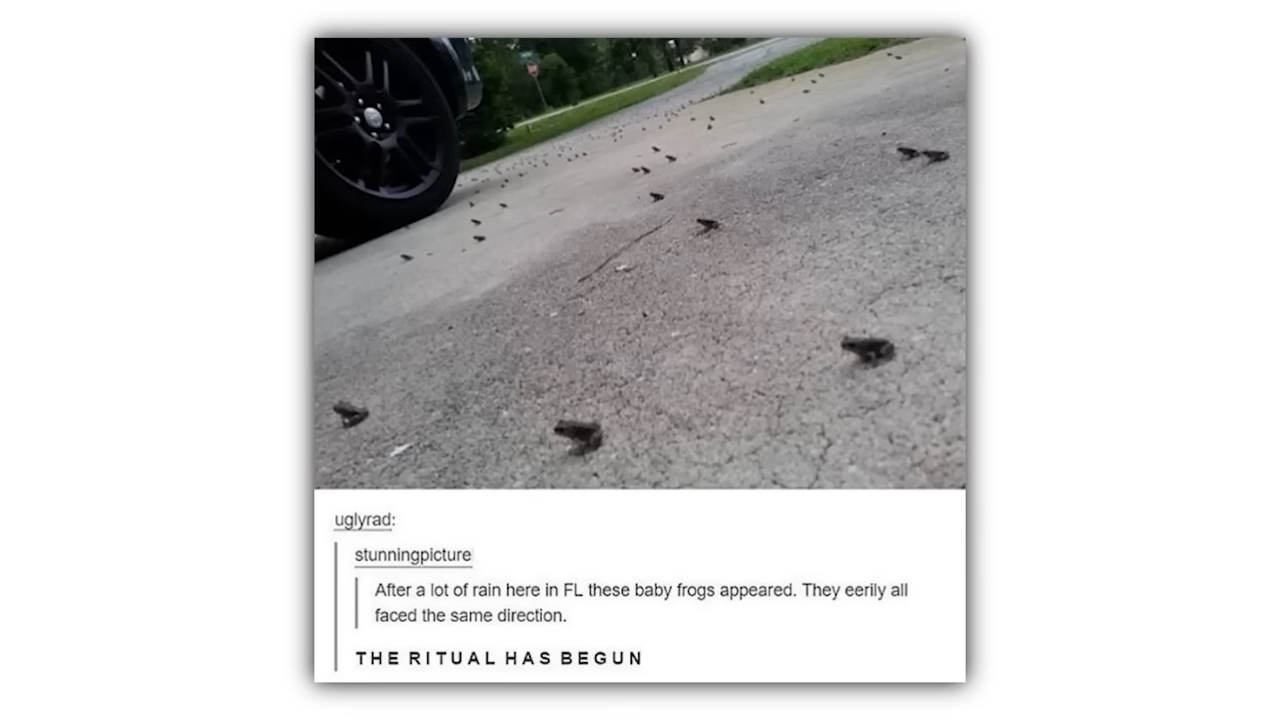 uglyrad:
stunningpicture
After a lot of rain here in FL these baby frogs appeared. They eerily all
faced the same direction.
THE RITUAL HAS BEGUN